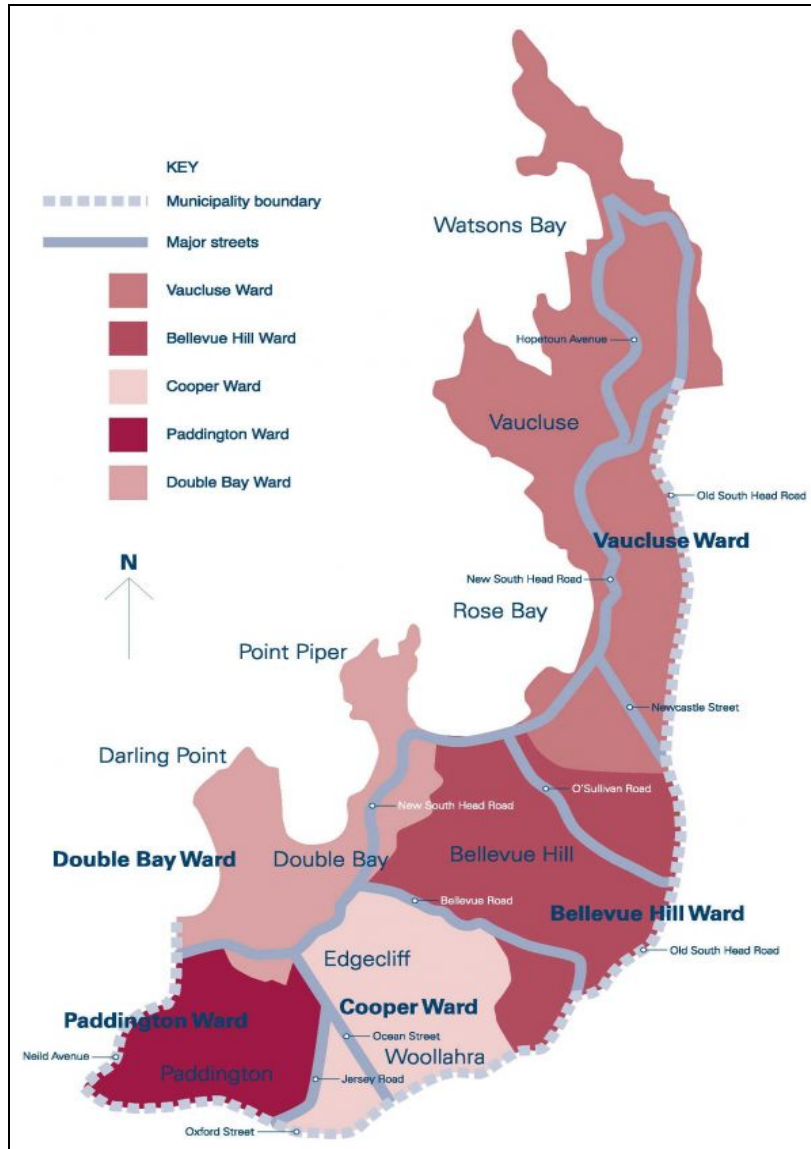 KEY
Municipality boundary
Major streets
Vaucluse Ward
Bellevue Hill Ward
Cooper Ward
Paddington Ward
Double Bay Ward
N
Watsons Bay
Hopetoun Avenue
Vaucluse
Old South Head Road
Vaucluse Ward
New South Head Road
Rose Bay
Point Piper
Newcastle Street
Darling Point
O'Sullivan Road
New South Head Road
Double Bay Ward
Double Bay
Bellevue Hill
Bellevue Road
Bellevue Hill Ward
Old South Head Road
Edgecliff
Cooper Ward
Paddington Ward
Ocean Street
Neild Avenue
Woollahra
Paddington
Jersey Road
Oxford Street